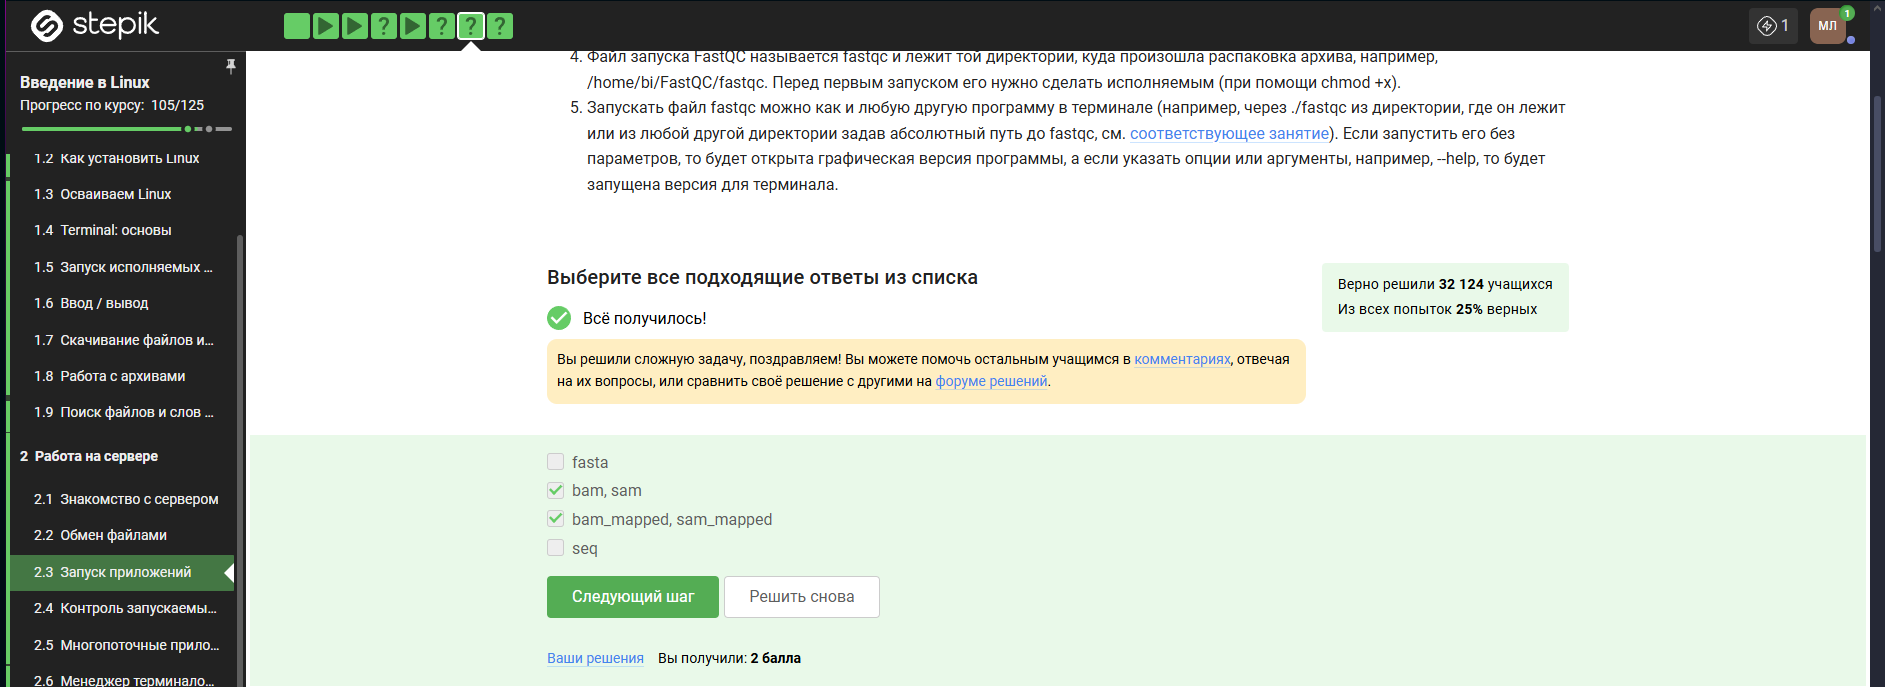 stepik
? ? ? ?
1
МЛ
1
Введение в Linux
Прогресс по курсу: 105/125
1.2 Как установить Linux
1.3 Осваиваем Linux
1.4 Terminal: основы
1.5 Запуск исполняемых ...
1.6 Ввод / вывод
1.7 Скачивание файлов и...
1.8 Работа с архивами
1.9 Поиск файлов и слов ...
2 Работа на сервере
2.1 Знакомство с сервером
2.2 Обмен файлами
2.3 Запуск приложений
2.4 Контроль запускаемы...
2.5 Многопоточные прило...
2.6 Менеджер терминало...
4. Файл запуска FastQC называется fastqc и лежит той директории, куда произошла распаковка архива, например,
/home/bi/FastQC/fastqc. Перед первым запуском его нужно сделать исполняемым (при помощи chmod +x).
5. Запускать файл fastqc можно как и любую другую программу в терминале (например, через ./fastqc из директории, где он лежит
или из любой другой директории задав абсолютный путь до fastqc, см. соответствующее занятие). Если запустить его без
параметров, то будет открыта графическая версия программы, а если указать опции или аргументы, например, --help, то будет
запущена версия для терминала.
Выберите все подходящие ответы из списка
Верно решили 32 124 учащихся
Из всех попыток 25% верных
Всё получилось!
Вы решили сложную задачу, поздравляем! Вы можете помочь остальным учащимся в комментариях, отвечая
на их вопросы, или сравнить своё решение с другими на форуме решений.
fasta
bam, sam
bam_mapped, sam_mapped
seq
Следующий шаг
Решить снова
Ваши решения Вы получили: 2 балла